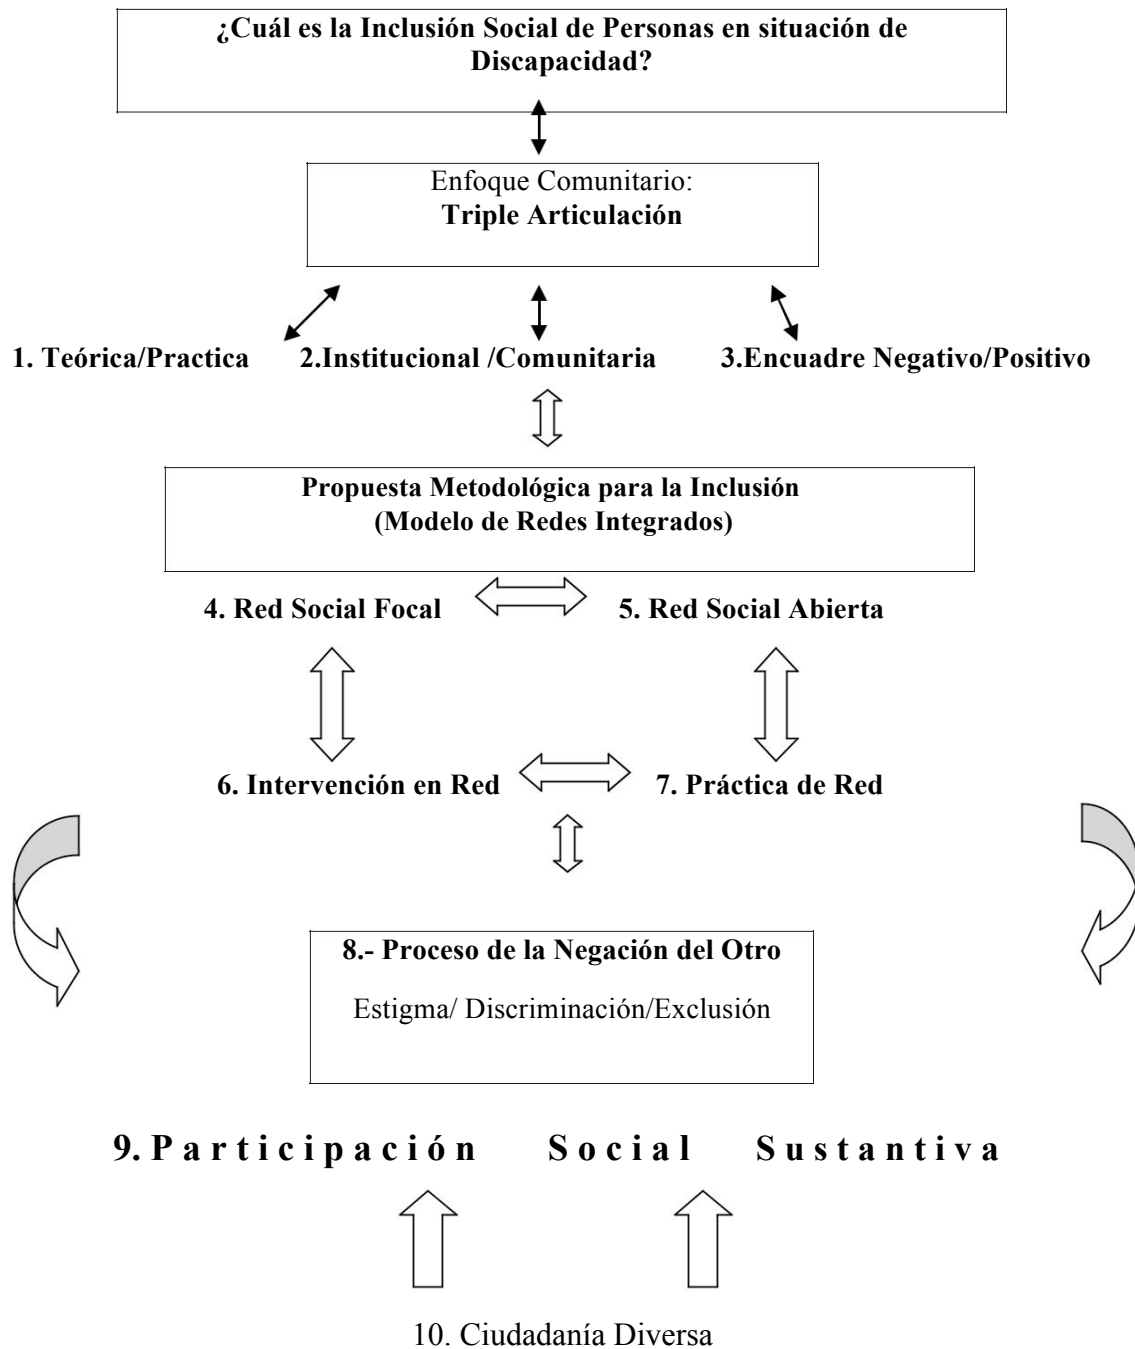 ¿Cuál es la Inclusión Social de Personas en situación de
Discapacidad?
Enfoque Comunitario:
Triple Articulación
1. Teórica/Practica 2.Institucional /Comunitaria 3.Encuadre Negativo/Positivo
Propuesta Metodológica para la Inclusión
(Modelo de Redes Integrados)
4. Red Social Focal 5. Red Social Abierta
6. Intervención en Red 7. Práctica de Red
8.- Proceso de la Negación del Otro
Estigma/ Discriminación/Exclusión
9. P a r t i c i p a c i ó n S o c i a l S u s t a n t i v a
10. Ciudadanía Diversa